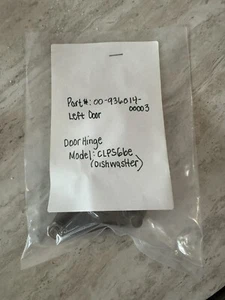 Part#: 00-936014-
00003
Left Door
Door Hinge
Model: CLPS66e
(Dishwasher)